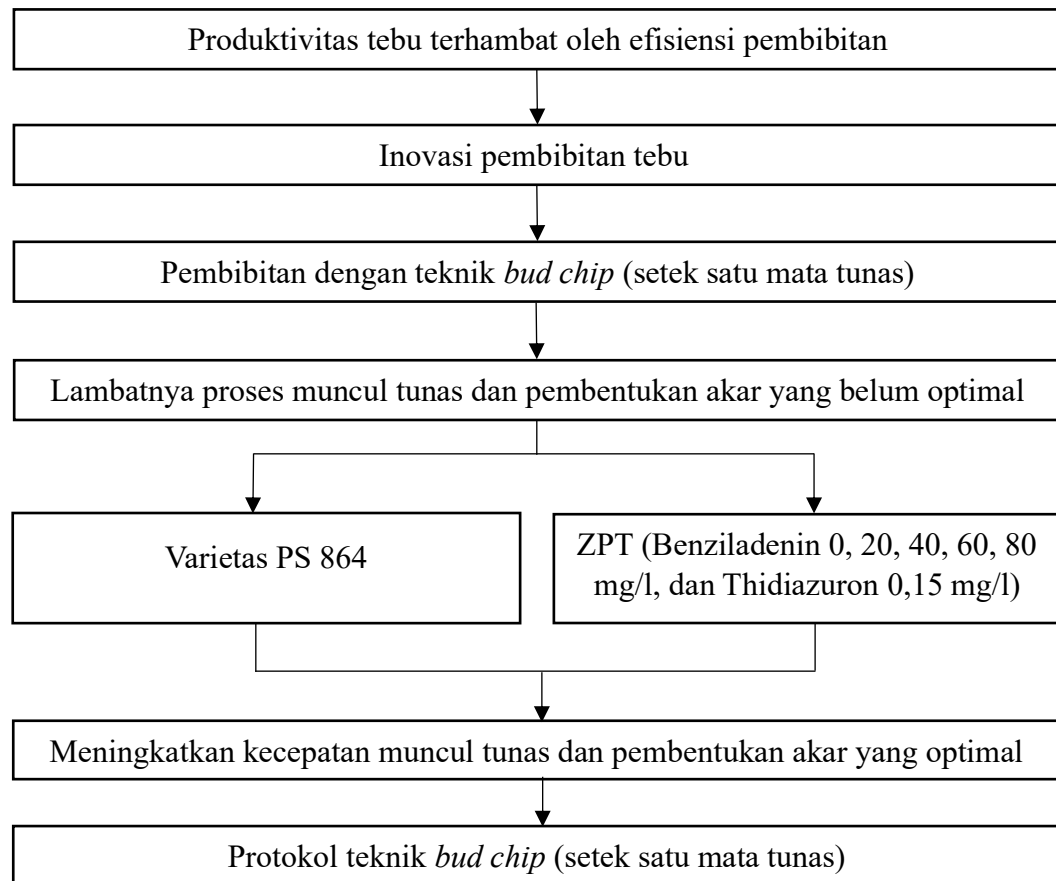 Produktivitas tebu terhambat oleh efisiensi pembibitan
Inovasi pembibitan tebu
Pembibitan dengan teknik bud chip (setek satu mata tunas)
Lambatnya proses muncul tunas dan pembentukan akar yang belum optimal
Varietas PS 864
ZPT (Benziladenin 0, 20, 40, 60, 80
mg/l, dan Thidiazuron 0,15 mg/l)
Meningkatkan kecepatan muncul tunas dan pembentukan akar yang optimal
Protokol teknik bud chip (setek satu mata tunas)